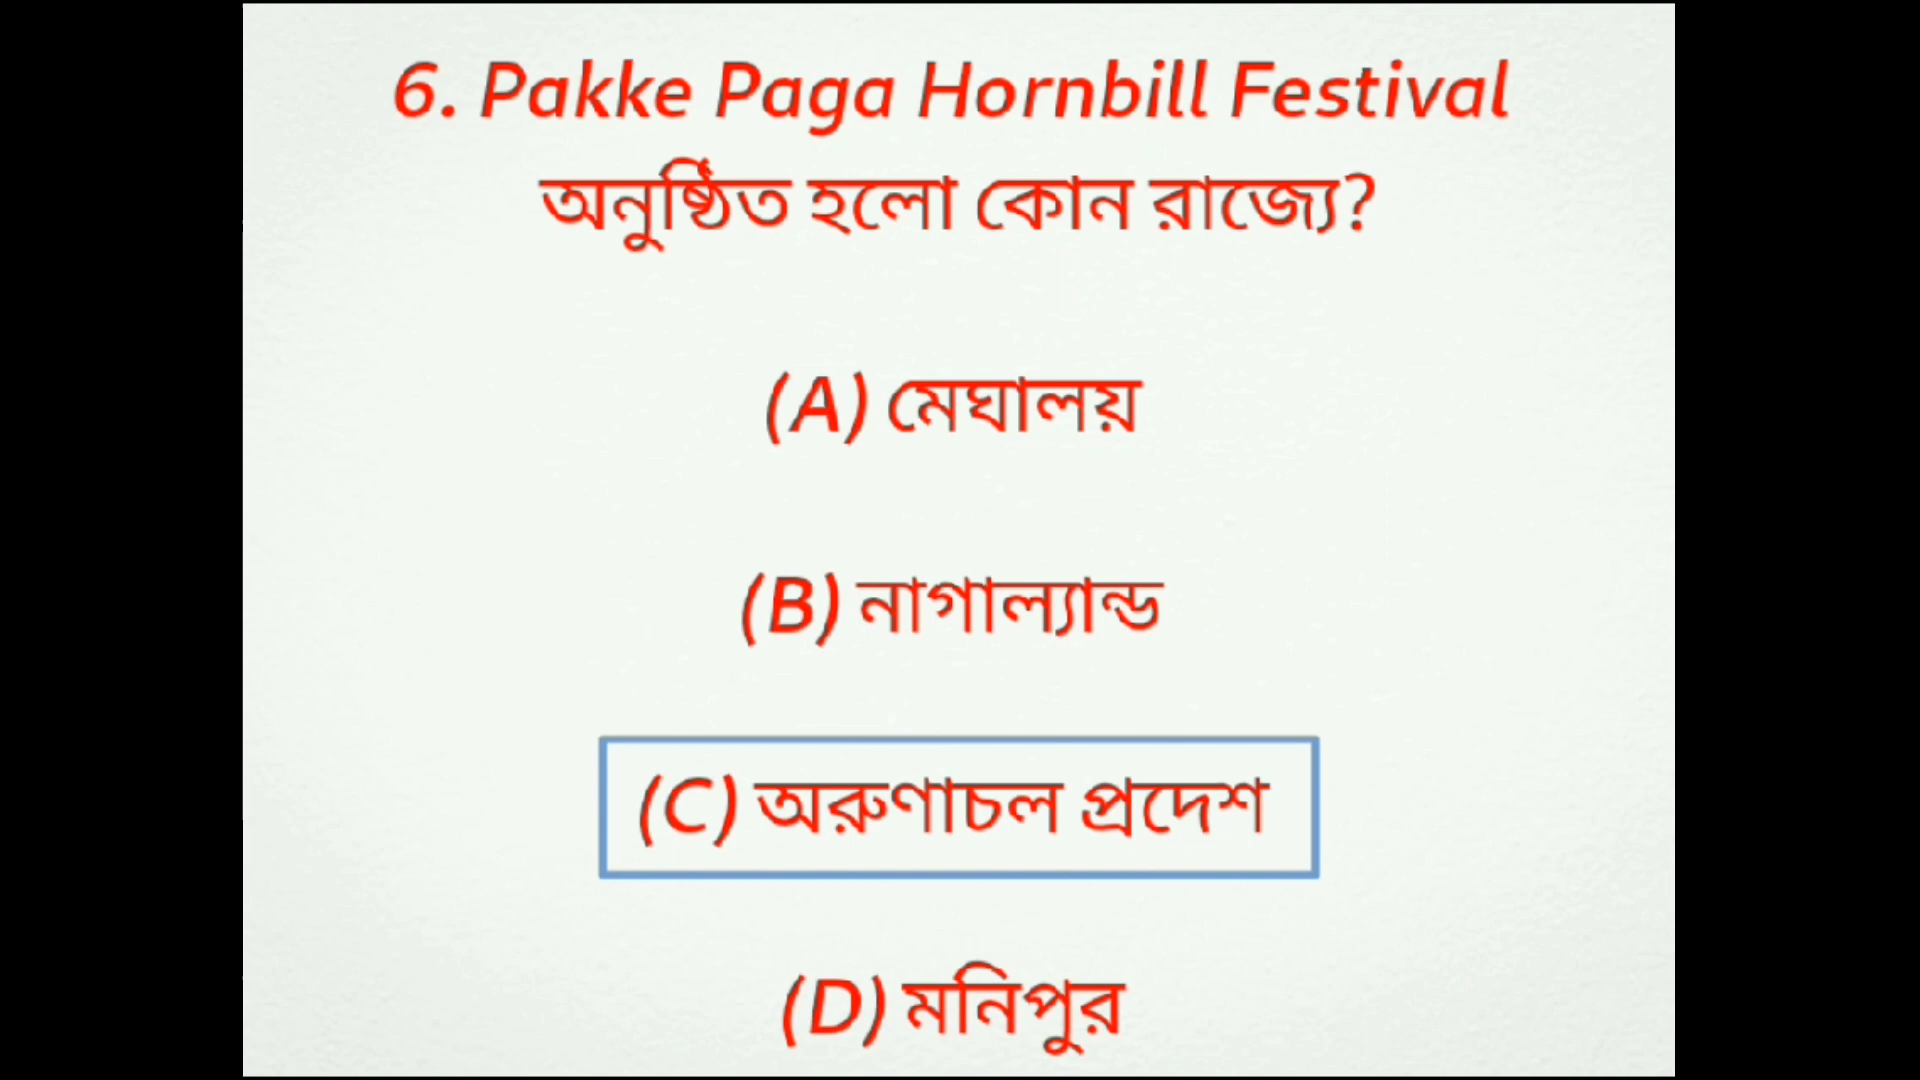 6. Pakke Paga Hornbill Festival
অনুষ্ঠিত হলো কোন রাজ্যে?
(A) মেঘালয়
(B) নাগাল্যান্ড
(C) অরুণাচল প্রদেশ
(D) মনিপুর